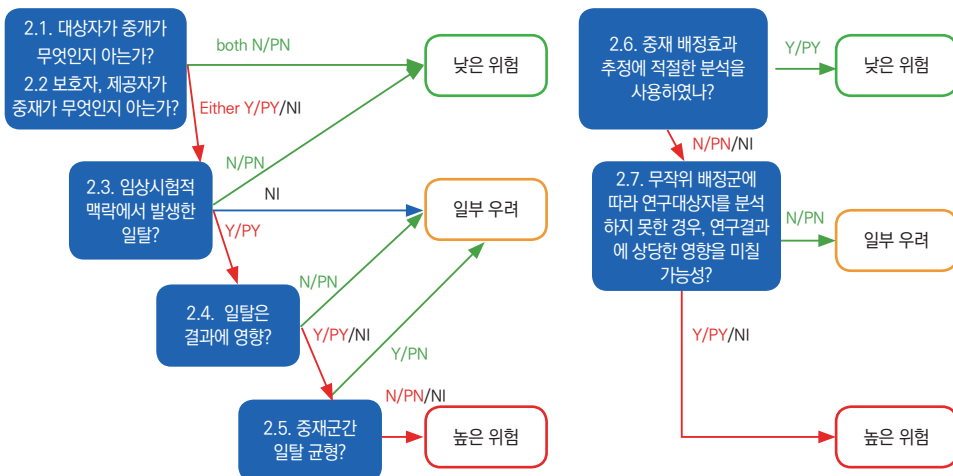 2.1. 대상자가 중개가
무엇인지 아는가?
2.2 보호자, 제공자가
중재가 무엇인지 아는가?
both N/PN
낮은 위험
Either Y/PY/NI
N/PN
2.3. 임상시험적
맥락에서 발생한
일탈?
NI
일부 우려
Y/PY
N/PN
2.4. 일탈은
결과에 영향?
Y/PY/NI
Y/PN
N/PN/NI
2.5. 중재군간
일탈 균형?
높은 위험
2.6. 중재 배정효과
추정에 적절한 분석을
사용하였나?
Y/PY
낮은 위험
N/PN/NI
2.7. 무작위 배정군에
따라 연구대상자를 분석
하지 못한 경우, 연구결과
에 상당한 영향을 미칠
가능성?
N/PN
일부 우려
Y/PY/NI
높은 위험